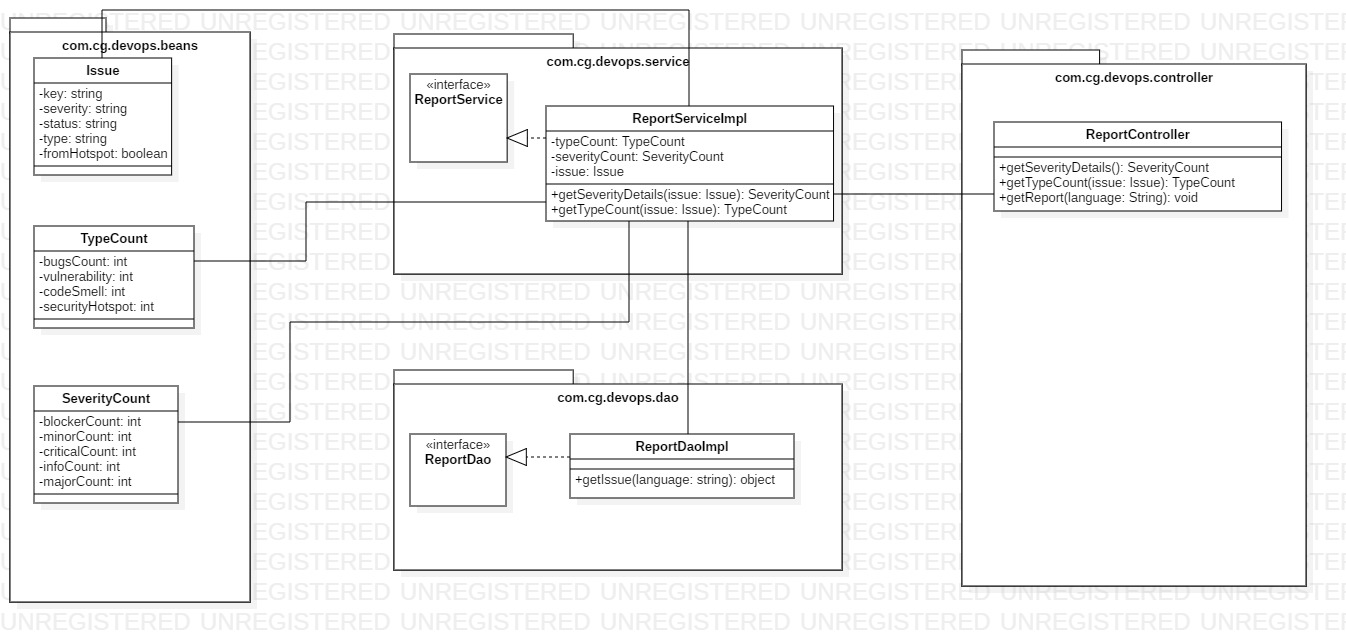 com.cg.devops.beans
Issue
-key: string
-severity: string
-status: string
-type: string
-fromHotspot: boolean
TypeCount
-bugsCount: int
-vulnerability: int
-codeSmell: int
-securityHotspot: int
SeverityCount
-blockerCount: int
-minorCount: int
-criticalCount: int
-infoCount: int
-majorCount: int
com.cg.devops.service
«interface»
ReportService
ReportServiceImpl
-typeCount: TypeCount
-severityCount: SeverityCount
-issue: Issue
+getSeverityDetails(issue: Issue): SeverityCount
+getTypeCount(issue: Issue): TypeCount
com.cg.devops.dao
«interface»
ReportDao
ReportDaoImpl
+getIssue(language: string): object
com.cg.devops.controller
ReportController
+getSeverityDetails(): SeverityCount
+getTypeCount(issue: Issue): TypeCount
+getReport(language: String): void
UNREGISTERED UNREGISTERED UNREGISTERED UNREGISTERED UNREGISTERED UNREGISTERED